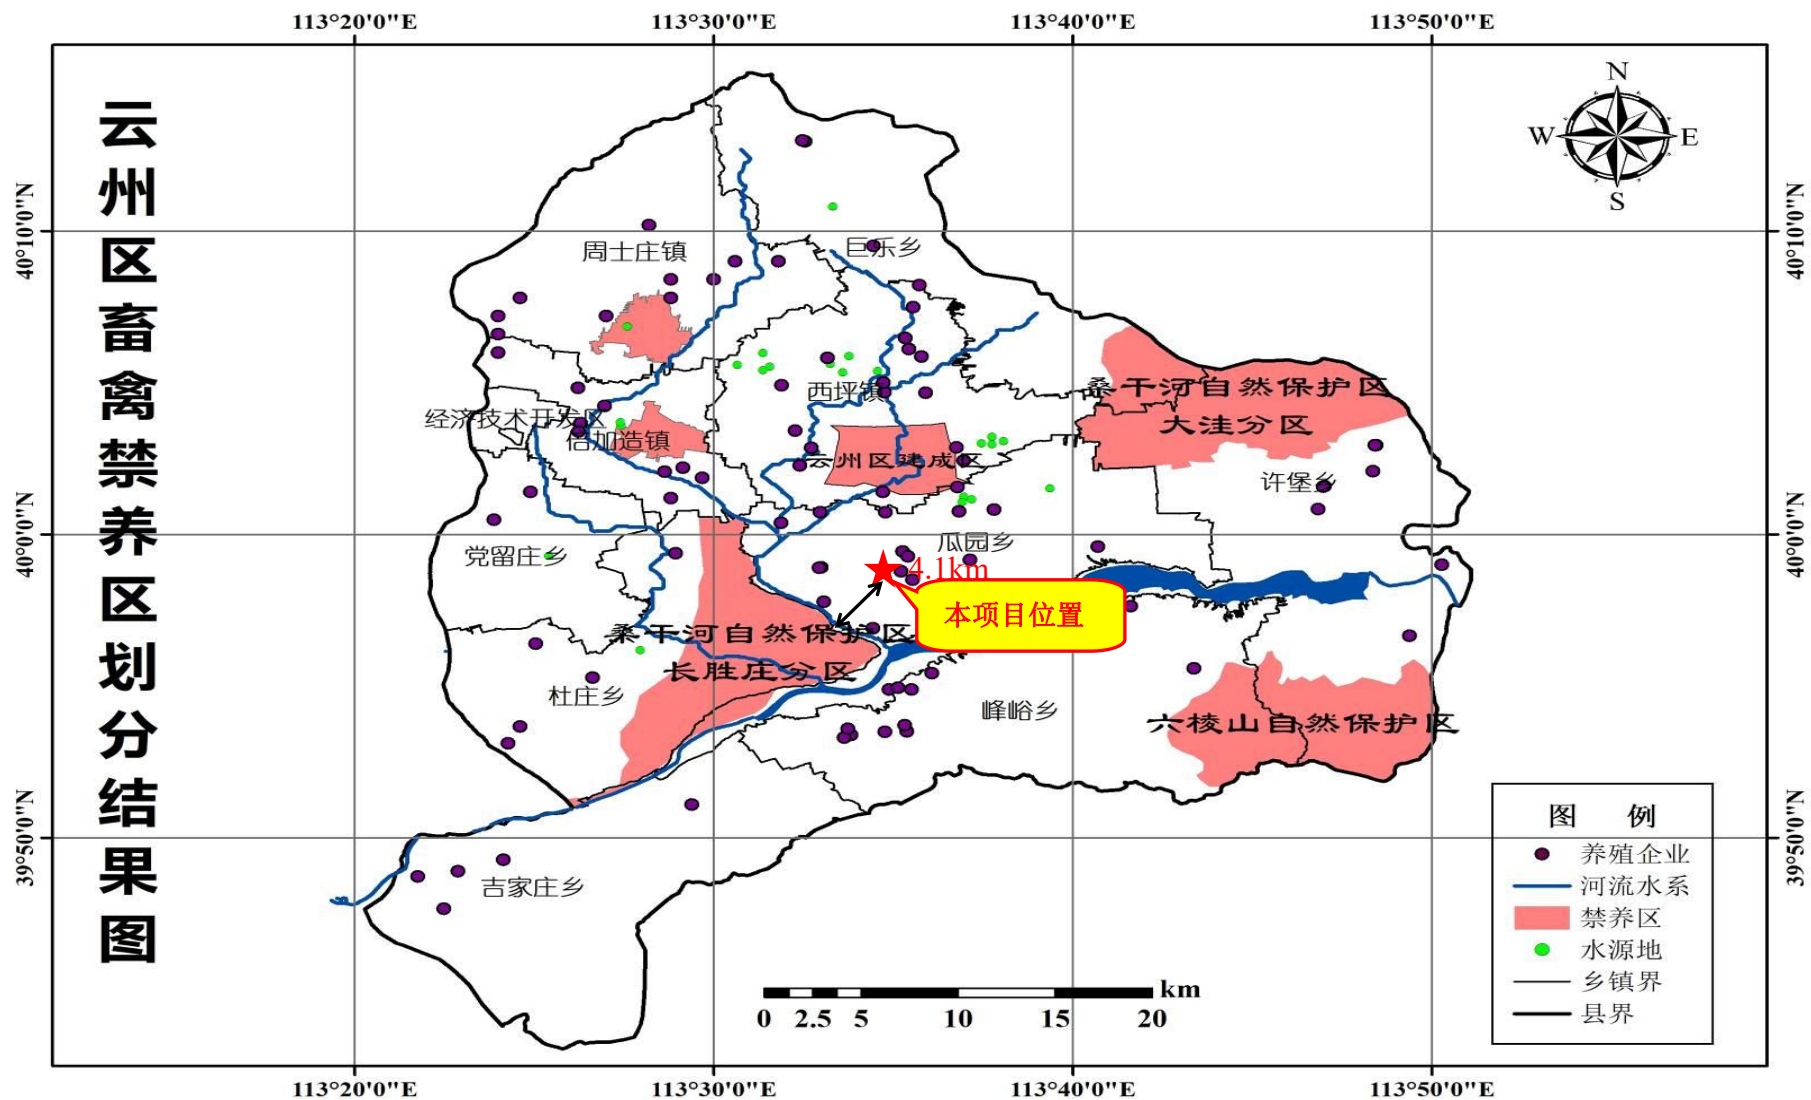 113°20'0"E
113°30'0"E
113°40'0"E
113°50'0"E
云州区畜禽禁养区划分结果图
N
W
E
S
40°10'0"N
40°10'0"N
周士庄镇
巨乐乡
桑干河自然保护区
大洼分区
西坪镇
经济技术开发区
倍加造镇
云州区建成区
许堡乡
40°0'0"N
40°0'0"N
党留庄乡
瓜园乡
4.1km
本项目位置
桑干河自然保护区
长胜庄分区
杜庄乡
峰峪乡
六棱山自然保护区
39°50'0"N
39°50'0"N
吉家庄乡
图 例
养殖企业
河流水系
禁养区
水源地
乡镇界
县界
km
0 2.5 5 10 15 20
113°20'0"E
113°30'0"E
113°40'0"E
113°50'0"E